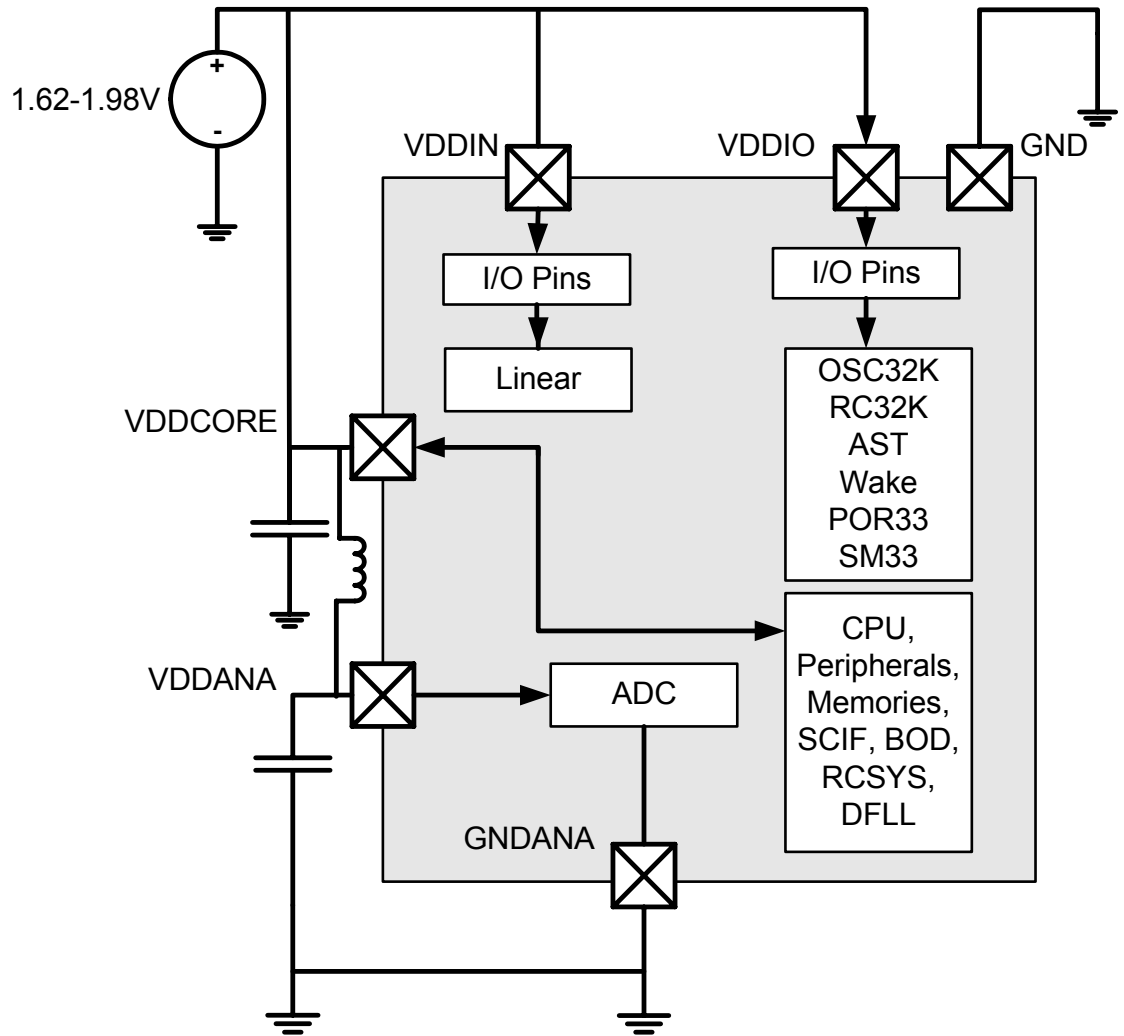 +
1.62-1.98V
-
VDDIN
VDDIO
GND
I/O Pins
I/O Pins
Linear
OSC32K
RC32K
AST
Wake
POR33
SM33
VDDCORE
CPU,
Peripherals,
Memories,
SCIF, BOD,
RCSYS,
DFLL
VDDANA
ADC
GNDANA